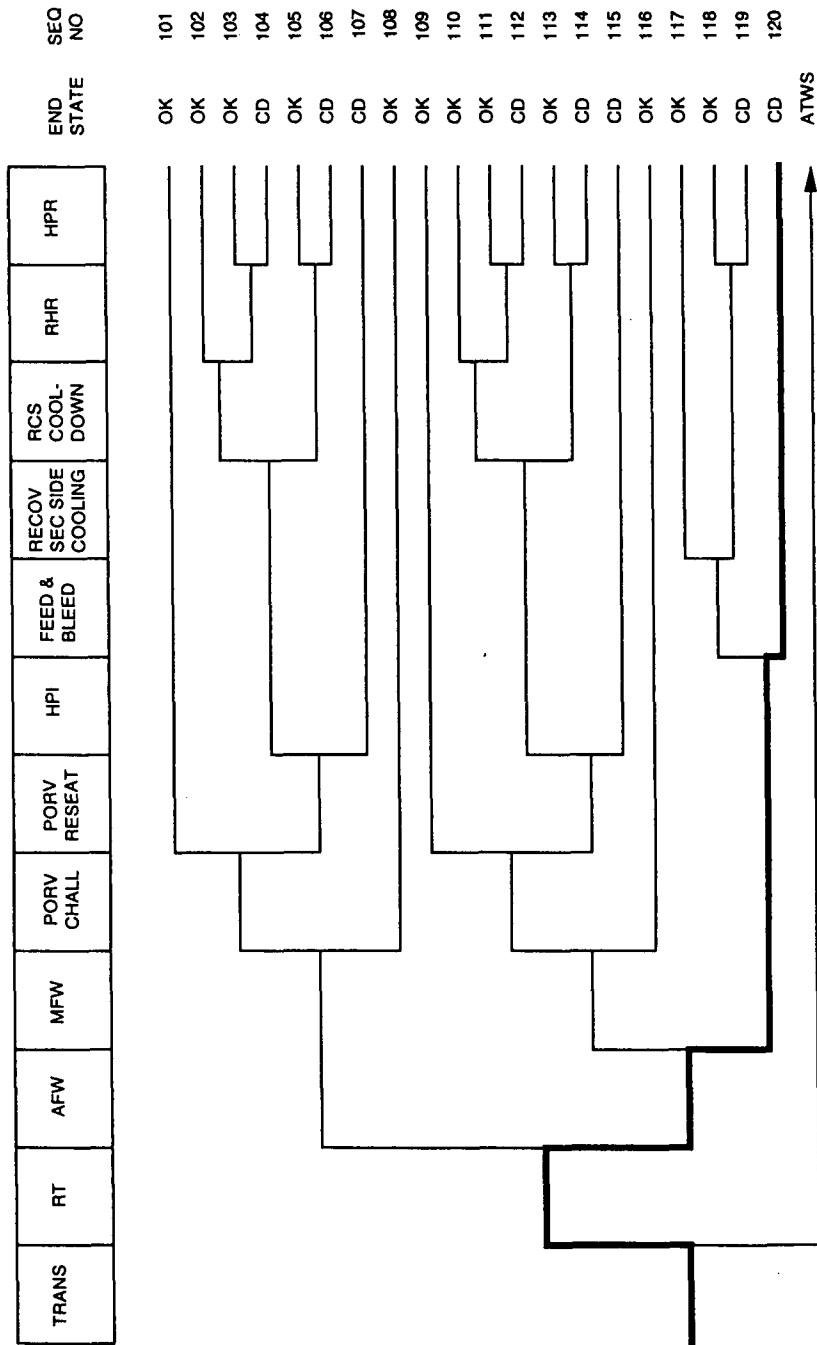 TRANS
RT
AFW
MFW
PORV
CHALL
PORV
RESEAT
HPI
FEED &
BLEED
RECOV
SEC SIDE
COOLING
RCS
COOL-
DOWN
RHR
HPR
END
STATE
SEQ
NO
OK 101
OK 102
OK 103
CD 104
OK 105
CD 106
CD 107
OK 108
OK 109
OK 110
OK 111
CD 112
OK 113
CD 114
CD 115
OK 116
OK 117
OK 118
CD 119
CD 120
ATWS